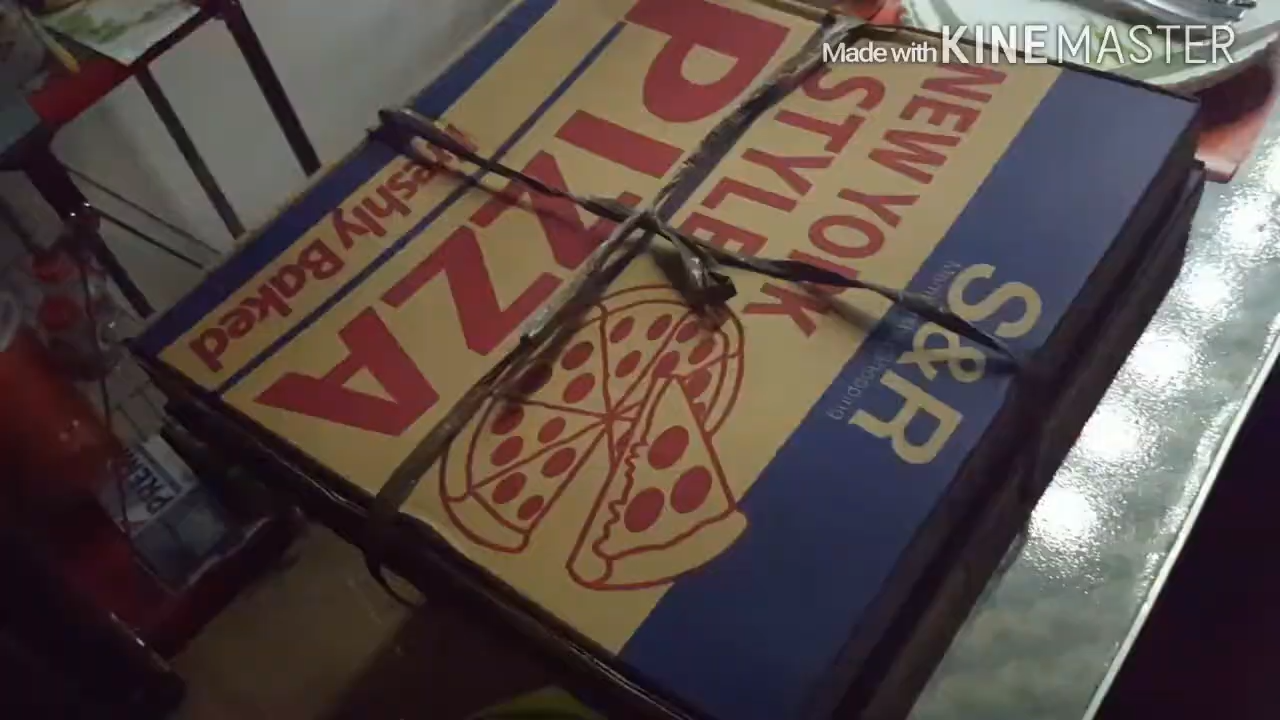 Made with KINEMASTER
S&R
NEW YORK
STYLE
PIZZA
Freshly Baked